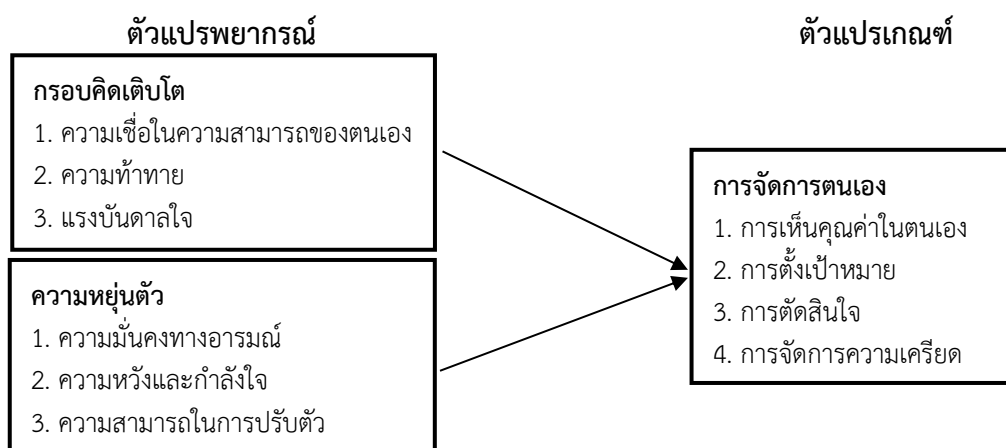 ตัวแปรพยากรณ์
กรอบคิดเติบโต
1. ความเชื่อในความสามารถของตนเอง
2. ความท้าทาย
3. แรงบันดาลใจ
ความหยุ่นตัว
1. ความมั่นคงทางอารมณ์
2. ความหวังและกำลังใจ
3. ความสามารถในการปรับตัว
ตัวแปรเกณฑ์
การจัดการตนเอง
1. การเห็นคุณค่าในตนเอง
2. การตั้งเป้าหมาย
3. การตัดสินใจ
4. การจัดการความเครียด